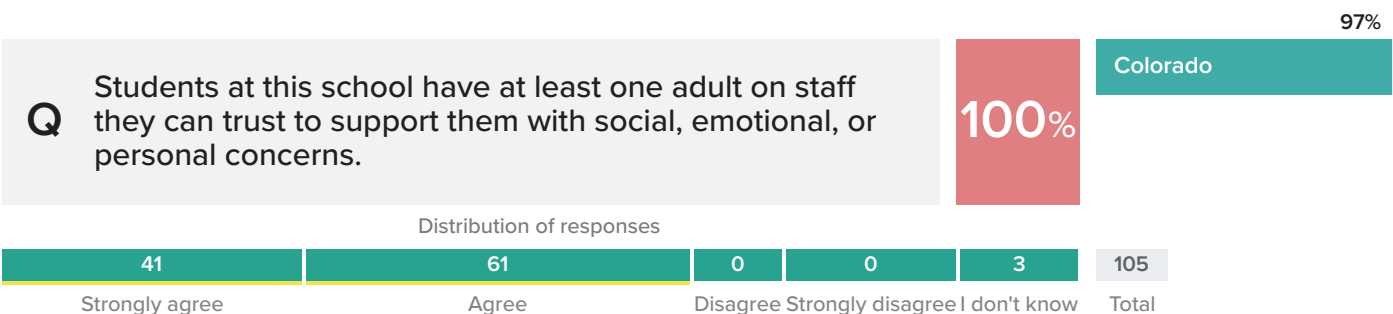 97%
Q
Students at this school have at least one adult on staff
they can trust to support them with social, emotional, or
personal concerns.
100%
Colorado
Distribution of responses
41 61 0 0 3 105
Strongly agree Agree Disagree Strongly disagree I don't know Total